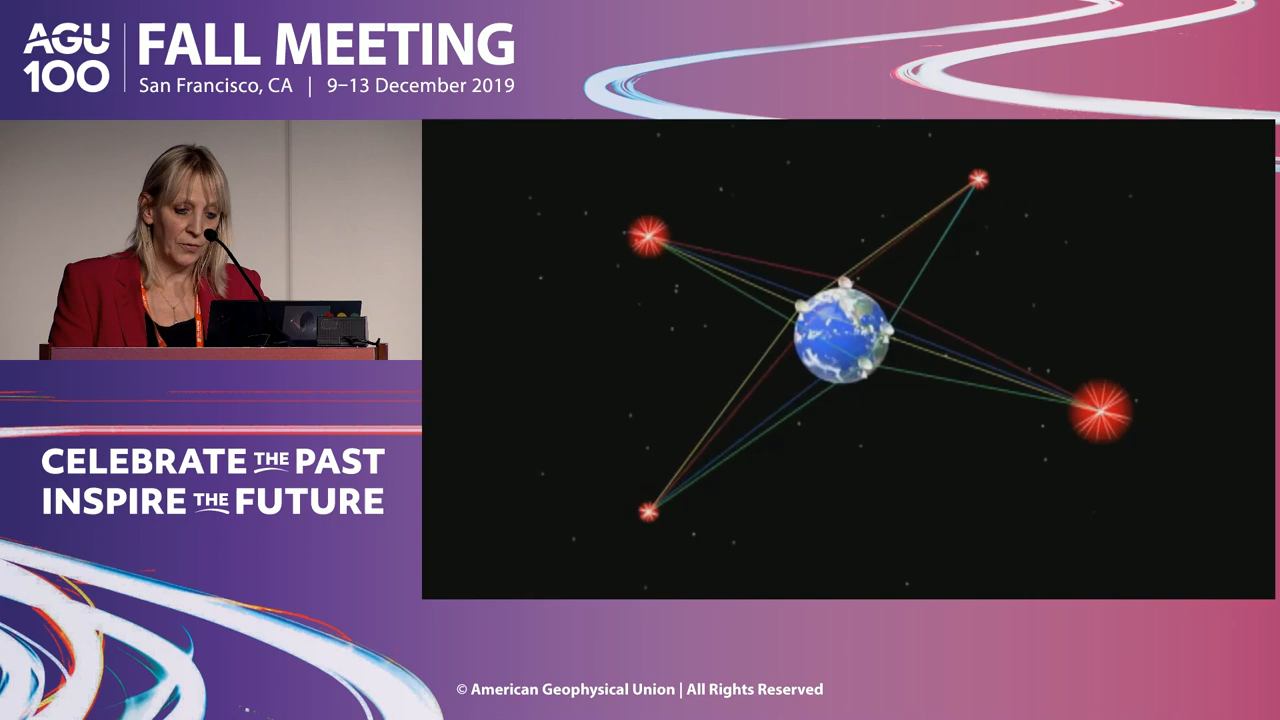 AGU
100
FALL MEETING
San Francisco, CA | 9–13 December 2019
CELEBRATE THE PAST
INSPIRE THE FUTURE
© American Geophysical Union | All Rights Reserved